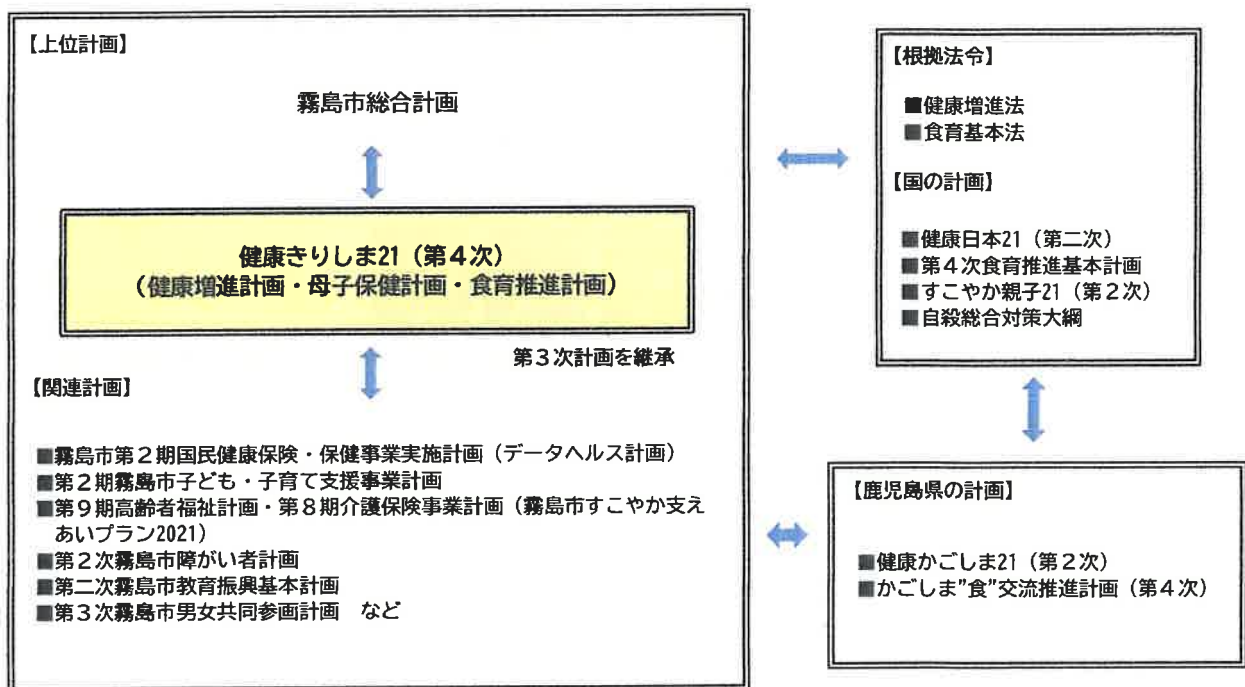 【上位計画】
霧島市総合計画
健康きりしま21（第４次）
（健康増進計画・母子保健計画・食育推進計画）
第３次計画を継承
【関連計画】
■霧島市第２期国民健康保険・保健事業実施計画（データヘルス計画）
■第２期霧島市子ども・子育て支援事業計画
■第９期高齢者福祉計画・第８期介護保険事業計画（霧島市すこやか支え
あいプラン2021）
■第２次霧島市障がい者計画
■第二次霧島市教育振興基本計画
■第３次霧島市男女共同参画計画　など
【根拠法令】
■健康増進法
■食育基本法
【国の計画】
■健康日本21（第二次）
■第４次食育推進基本計画
■すこやか親子21（第２次）
■自殺総合対策大綱
【鹿児島県の計画】
■健康かごしま21（第２次）
■かごしま”食”交流推進計画（第４次）